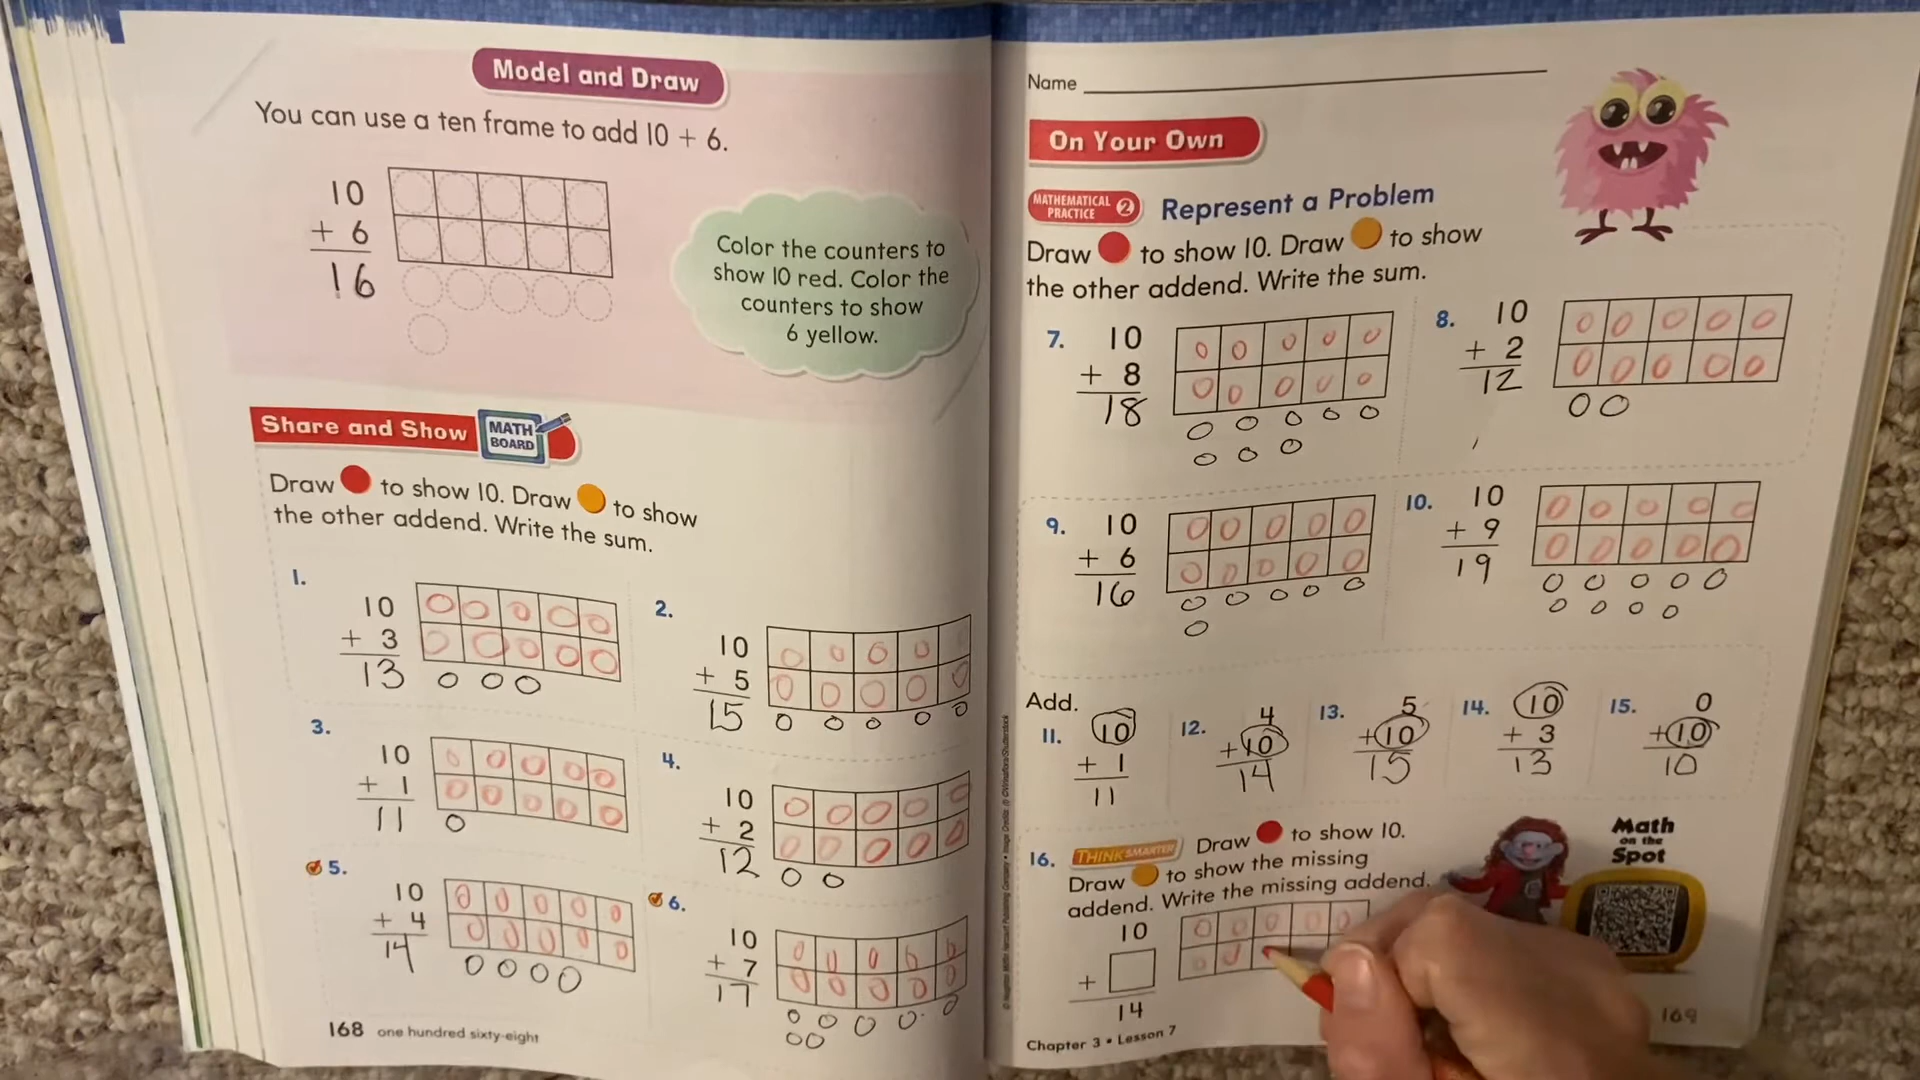 Model and Draw
You can use a ten frame to add 10 + 6.
10
+ 6
16
Color the counters to
show 10 red. Color the
counters to show
6 yellow.
Share and Show
MATH
BOARD
Draw to show 10. Draw to show
the other addend. Write the sum.
1.
10
+ 3
13
2.
10
+ 5
15
3.
10
+ 1
11
4.
10
+ 2
12
5.
10
+ 4
14
6.
10
+ 7
17
168 one hundred sixty-eight
Name
On Your Own
MATHEMATICAL
PRACTICE 2
Represent a Problem
Draw to show 10. Draw to show
the other addend. Write the sum.
7.
10
+ 8
18
8.
10
+ 2
12
9.
10
+ 6
16
10.
10
+ 9
19
Add.
11.
10
+ 1
11
12.
4
+10
14
13.
5
+10
15
14.
10
+ 3
13
15.
0
+10
10
16. THINK SMARTER Draw to show 10.
Draw to show the missing
addend. Write the missing addend.
10
+
14
Math
on the
Spot
Chapter 3 • Lesson 7
169